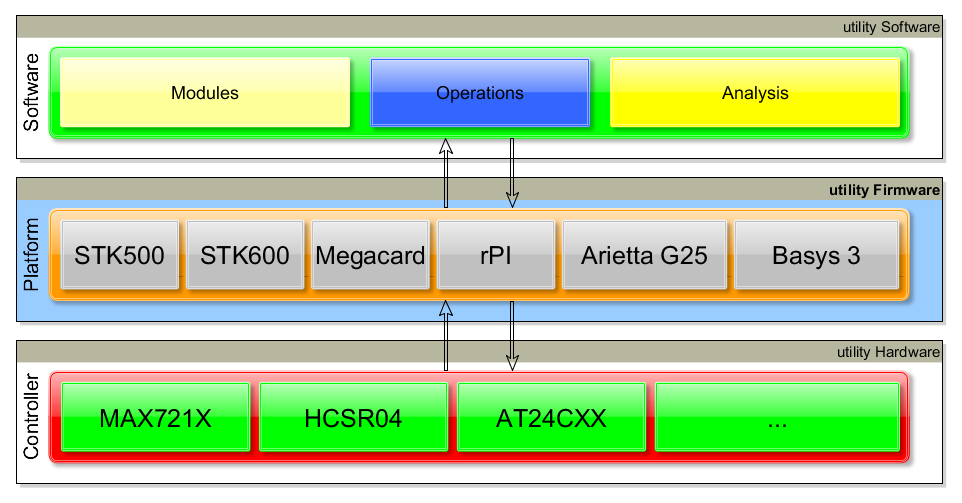 utility Software
Software
Modules
Operations
Analysis
utility Firmware
Platform
STK500
STK600
Megacard
rPI
Arietta G25
Basys 3
utility Hardware
Controller
MAX721X
HCSR04
AT24CXX
...